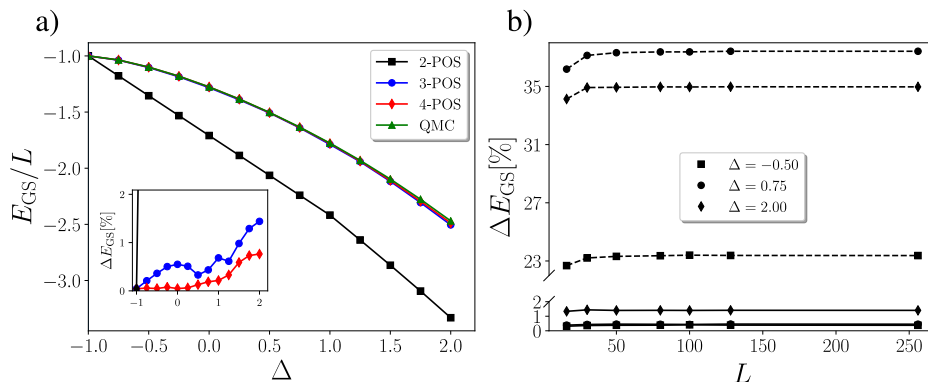 a)
E_GS/L
−1.0
−1.5
−2.0
−2.5
−3.0
2-POS
3-POS
4-POS
QMC
ΔE_GS[%]
2
1
0
−1 0 1 2
−1.0 −0.5 0.0 0.5 1.0 1.5 2.0
Δ
b)
ΔE_GS[%]
35
31
27
23
2
1
0
Δ = −0.50
Δ = 0.75
Δ = 2.00
50 100 150 200 250
L